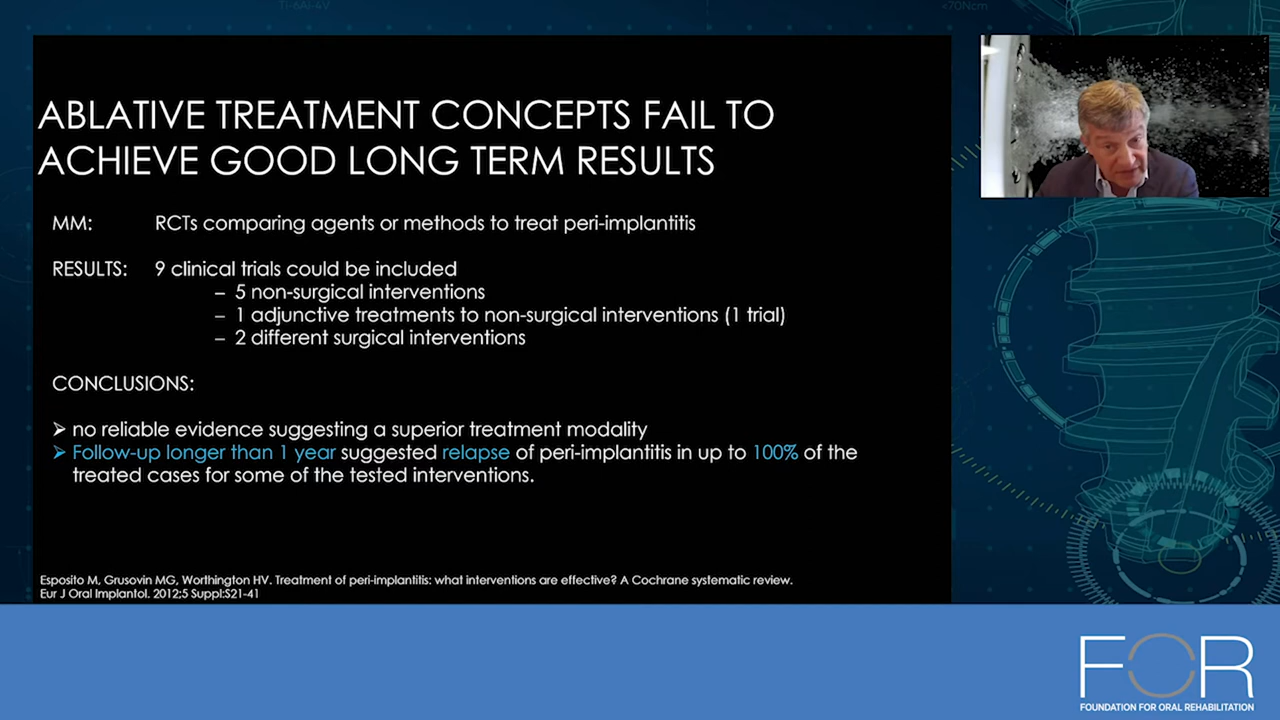 Ti-6Al-4V
<70Ncm
ABLATIVE TREATMENT CONCEPTS FAIL TO
ACHIEVE GOOD LONG TERM RESULTS
MM: RCTs comparing agents or methods to treat peri-implantitis
RESULTS: 9 clinical trials could be included
– 5 non-surgical interventions
– 1 adjunctive treatments to non-surgical interventions (1 trial)
– 2 different surgical interventions
CONCLUSIONS:
➢ no reliable evidence suggesting a superior treatment modality
➢ Follow-up longer than 1 year suggested relapse of peri-implantitis in up to 100% of the
treated cases for some of the tested interventions.
Esposito M, Grusovin MG, Worthington HV. Treatment of peri-implantitis: what interventions are effective? A Cochrane systematic review.
Eur J Oral Implantol. 2012;5 Suppl:S21-41
FOR
FOUNDATION FOR ORAL REHABILITATION